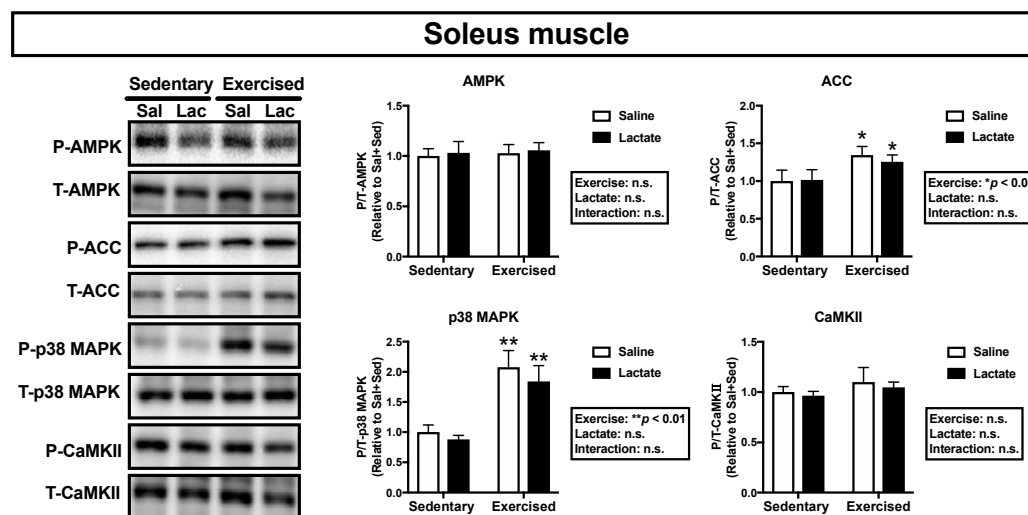 Soleus muscle
Sedentary Exercised
Sal Lac Sal Lac
P-AMPK
T-AMPK
P-ACC
T-ACC
P-p38 MAPK
T-p38 MAPK
P-CaMKII
T-CaMKII
AMPK
P/T-AMPK
(Relative to Sal+Sed)
1.5
1.0
0.5
0.0
Sedentary Exercised
Saline
Lactate
Exercise: n.s.
Lactate: n.s.
Interaction: n.s.
ACC
P/T-ACC
(Relative to Sal+Sed)
2.0
1.5
1.0
0.5
0.0
* *
Sedentary Exercised
Saline
Lactate
Exercise: *p < 0.0
Lactate: n.s.
Interaction: n.s.
p38 MAPK
P/T-p38 MAPK
(Relative to Sal+Sed)
2.5
2.0
1.5
1.0
0.5
0.0
** **
Sedentary Exercised
Saline
Lactate
Exercise: **p < 0.01
Lactate: n.s.
Interaction: n.s.
CaMKII
P/T-CaMKII
(Relative to Sal+Sed)
1.5
1.0
0.5
0.0
Sedentary Exercised
Saline
Lactate
Exercise: n.s.
Lactate: n.s.
Interaction: n.s.